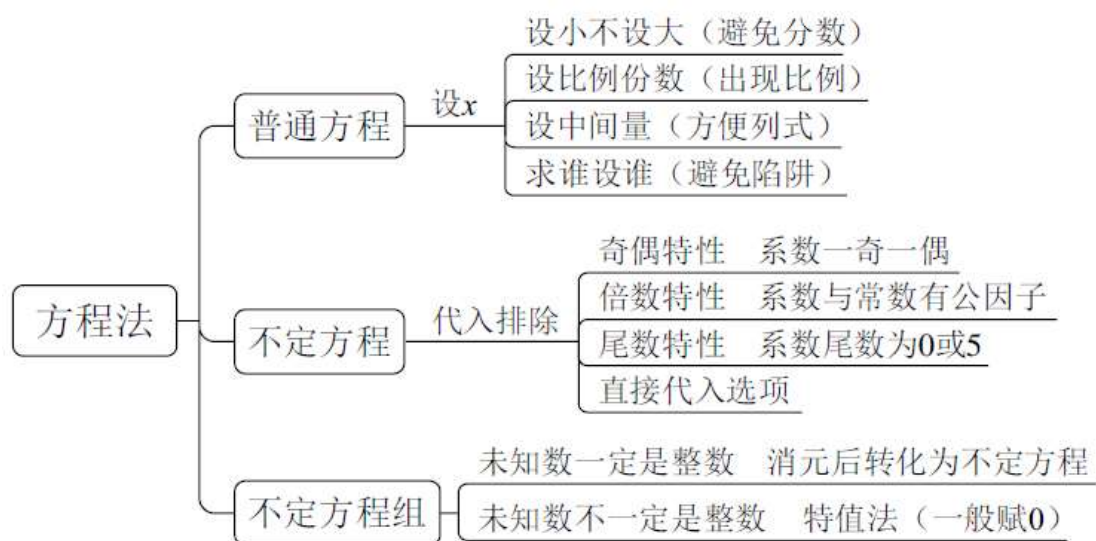 方程法
普通方程
设x
设小不设大（避免分数）
设比例份数（出现比例）
设中间量（方便列式）
求谁设谁（避免陷阱）
不定方程
代入排除
奇偶特性 系数一奇一偶
倍数特性 系数与常数有公因子
尾数特性 系数尾数为0或5
直接代入选项
不定方程组
未知数一定是整数 消元后转化为不定方程
未知数不一定是整数 特值法（一般赋0）